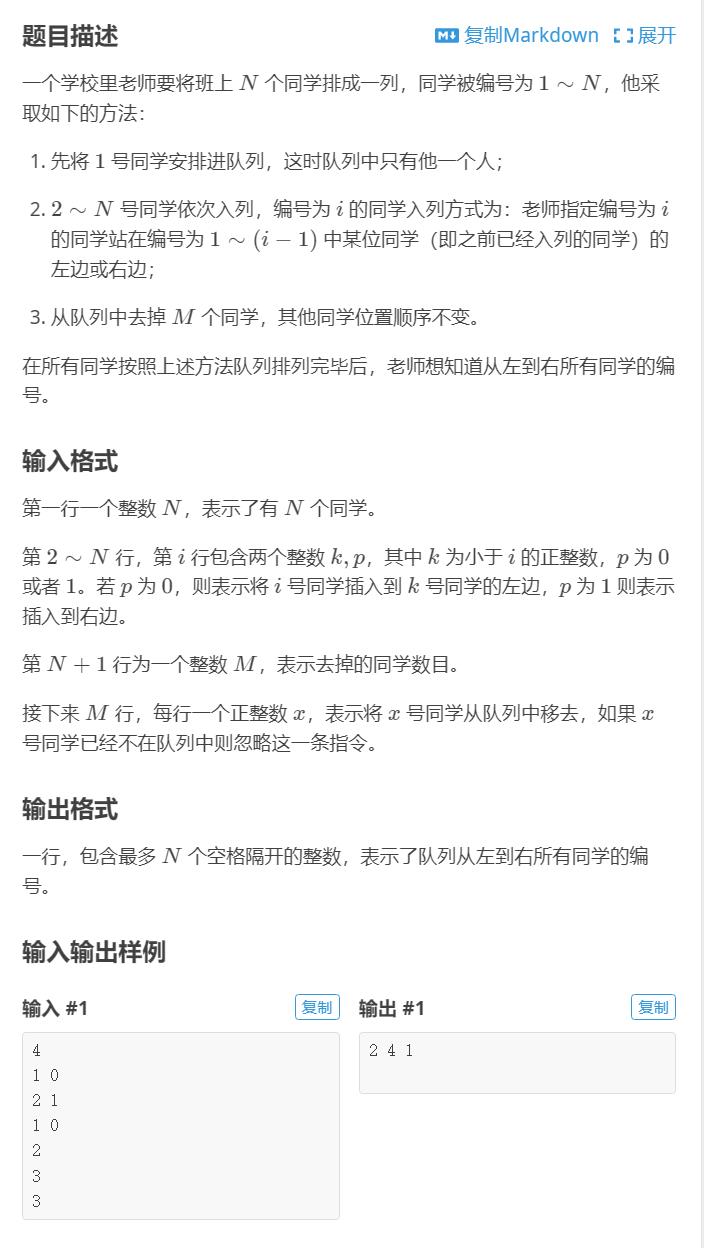 题目描述 复制Markdown 展开
一个学校里老师要将班上 N 个同学排成一列，同学被编号为 1 ∼ N，他采
取如下的方法：
1. 先将 1 号同学安排进队列，这时队列中只有他一个人；
2. 2 ∼ N 号同学依次入列，编号为 i 的同学入列方式为：老师指定编号为 i
的同学站在编号为 1 ∼ (i − 1) 中某位同学（即之前已经入列的同学）的
左边或右边；
3. 从队列中去掉 M 个同学，其他同学位置顺序不变。
在所有同学按照上述方法队列排列完毕后，老师想知道从左到右所有同学的编
号。
输入格式
第一行一个整数 N，表示了有 N 个同学。
第 2 ∼ N 行，第 i 行包含两个整数 k, p，其中 k 为小于 i 的正整数，p 为 0
或者 1。若 p 为 0，则表示将 i 号同学插入到 k 号同学的左边，p 为 1 则表示
插入到右边。
第 N + 1 行为一个整数 M，表示去掉的同学数目。
接下来 M 行，每行一个正整数 x，表示将 x 号同学从队列中移去，如果 x
号同学已经不在队列中则忽略这一条指令。
输出格式
一行，包含最多 N 个空格隔开的整数，表示了队列从左到右所有同学的编
号。
输入输出样例
输入 #1 复制
4
1 0
2 1
1 0
2
3
3
输出 #1 复制
2 4 1